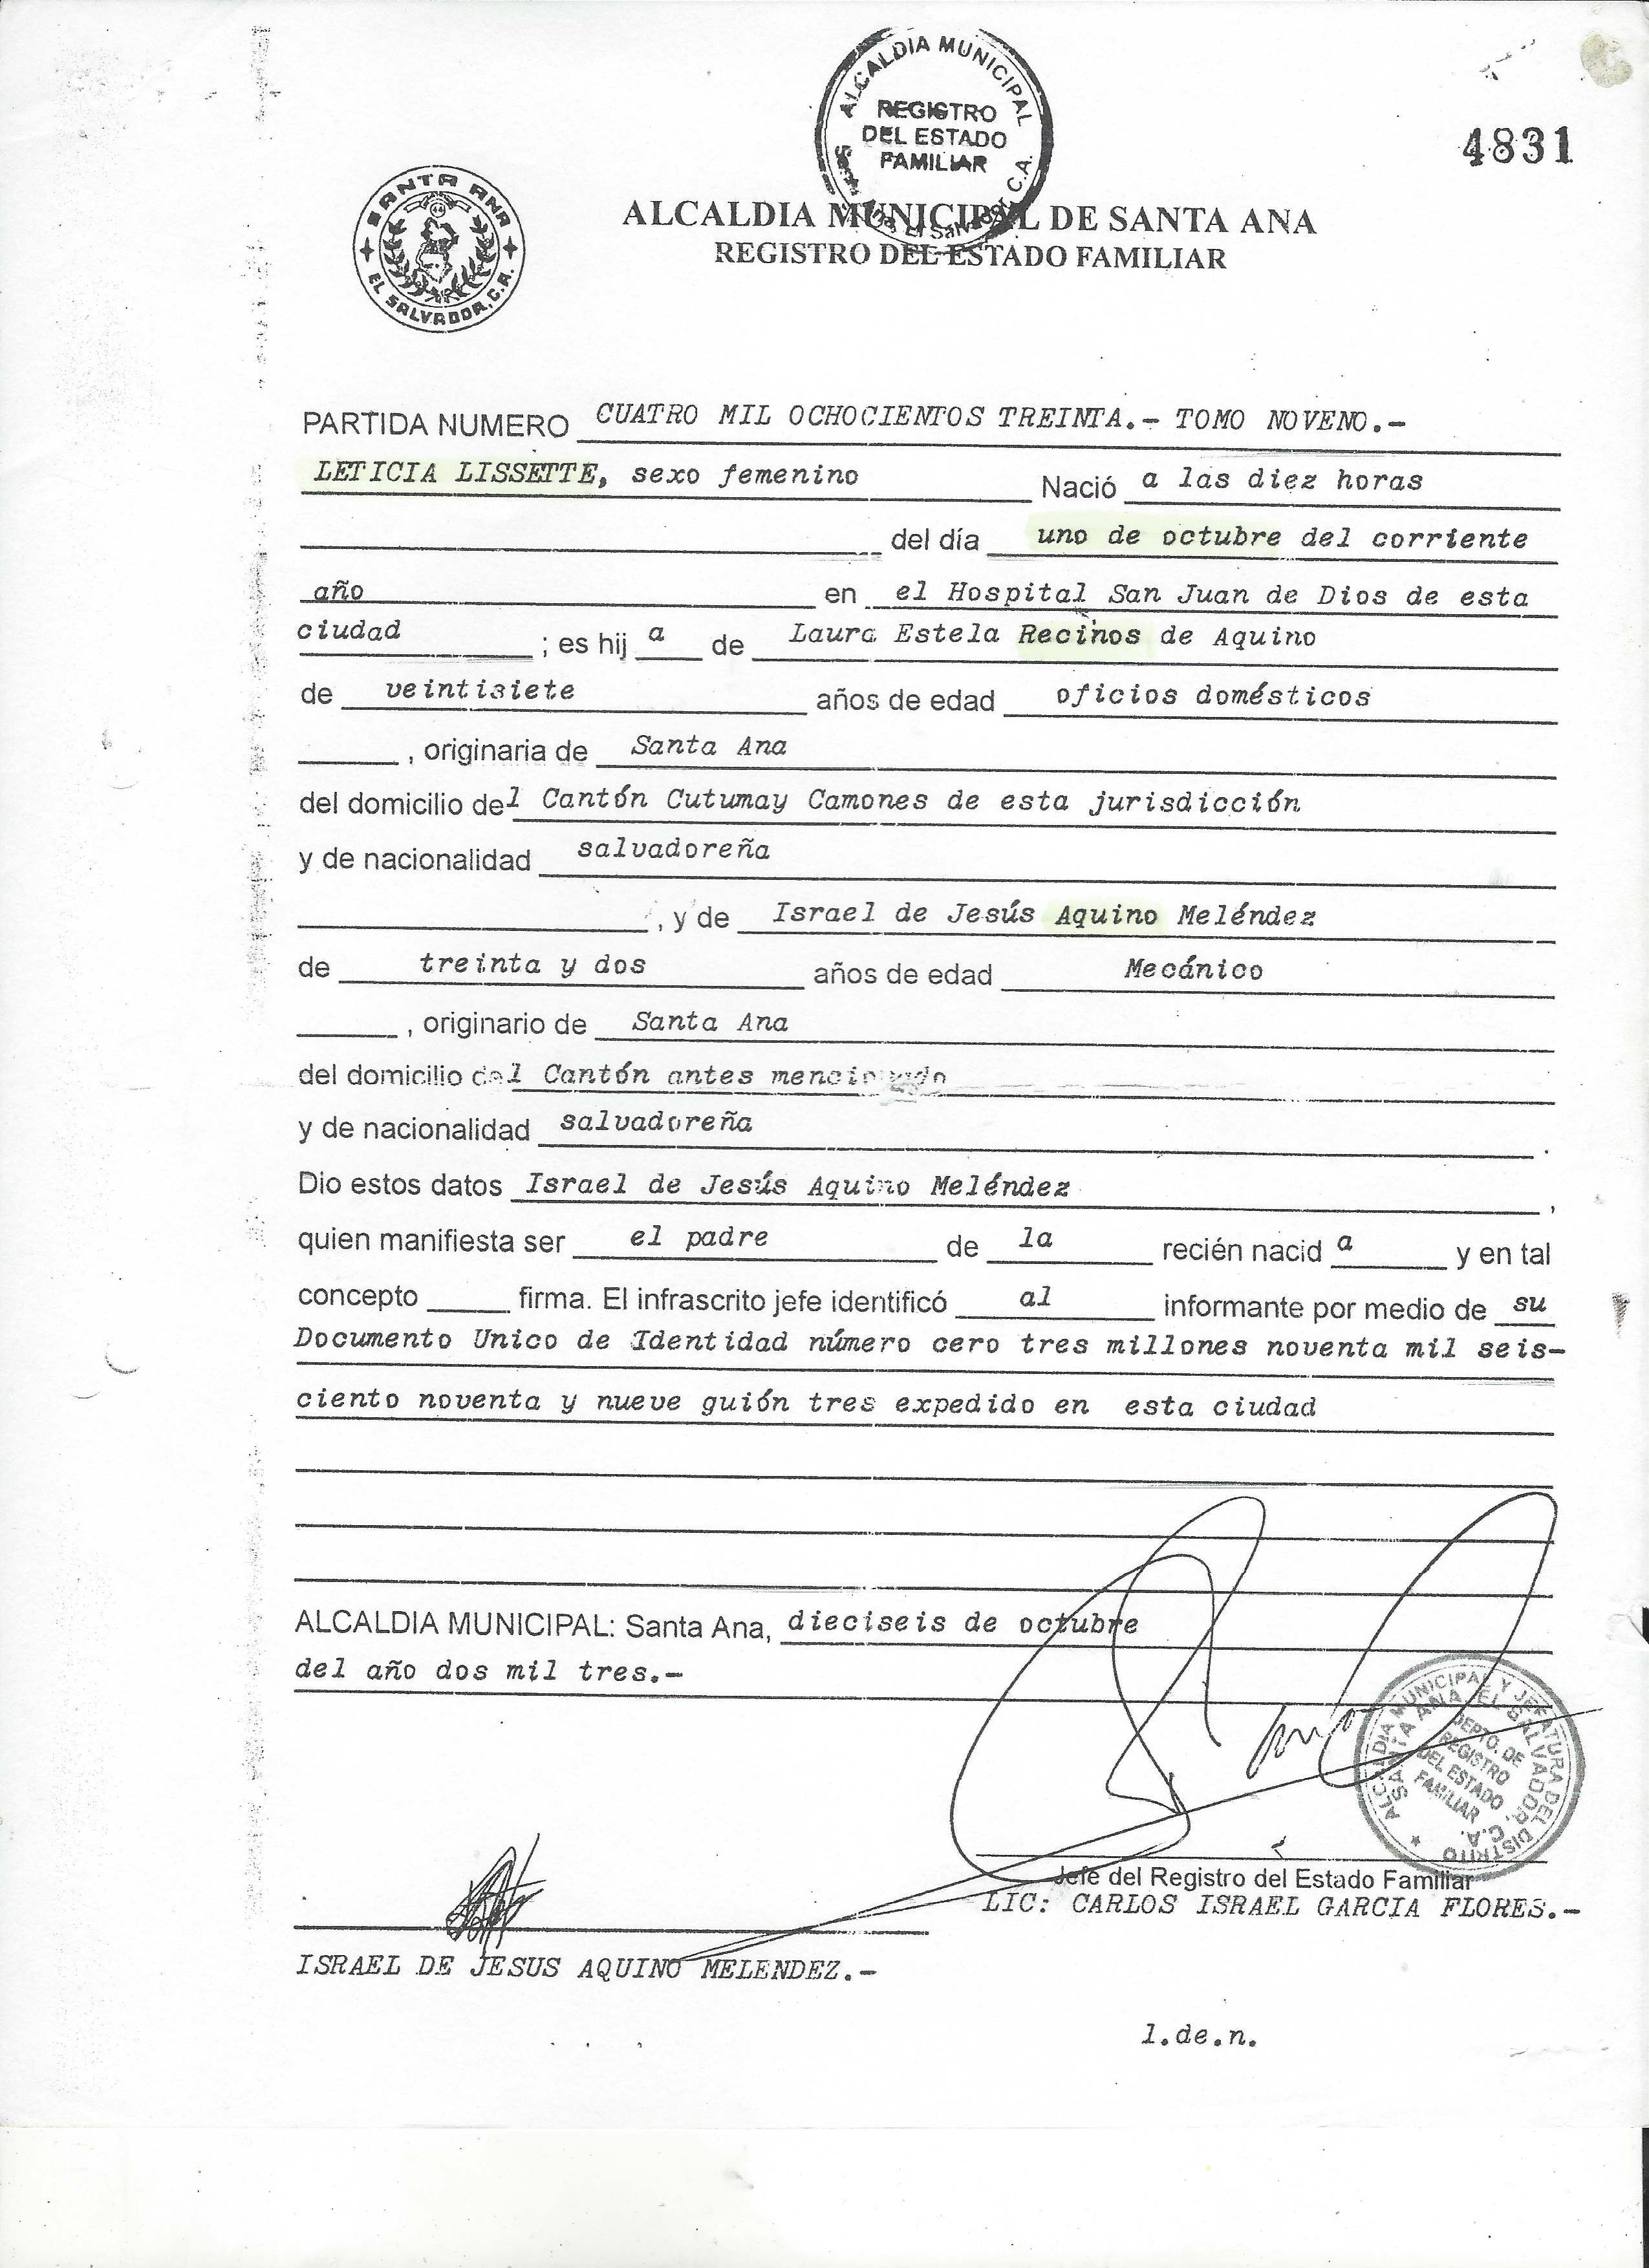 ALCALDIA MUNICIPAL
REGISTRO
DEL ESTADO
FAMILIAR
Ana El Salvador C.A.
4831
SANTA ANA
EL SALVADOR, C.A.
ALCALDIA MUNICIPAL DE SANTA ANA
REGISTRO DEL ESTADO FAMILIAR
PARTIDA NUMERO CUATRO MIL OCHOCIENTOS TREINTA.- TOMO NOVENO.-
LETICIA LISSETTE, sexo femenino Nació a las diez horas
del día uno de octubre del corriente
año en el Hospital San Juan de Dios de esta
ciudad ; es hij a de Laura Estela Recinos de Aquino
de veintisiete años de edad oficios domésticos
, originaria de Santa Ana
del domicilio del Cantón Cutumay Camones de esta jurisdicción
y de nacionalidad salvadoreña
, y de Israel de Jesús Aquino Meléndez
de treinta y dos años de edad Mecánico
, originario de Santa Ana
del domicilio del Cantón antes mencionado
y de nacionalidad salvadoreña .
Dio estos datos Israel de Jesús Aquino Meléndez ,
quien manifiesta ser el padre de la recién nacid a y en tal
concepto firma. El infrascrito jefe identificó al informante por medio de su
Documento Unico de Identidad número cero tres millones noventa mil seis-
ciento noventa y nueve guión tres expedido en esta ciudad
ALCALDIA MUNICIPAL: Santa Ana, dieciseis de octubre
del año dos mil tres.-
ALCALDIA MUNICIPAL Y JEFATURA DEL DISTRITO
SANTA ANA, EL SALVADOR, C.A.
DEPTO. DE
REGISTRO
DEL ESTADO
FAMILIAR
Jefe del Registro del Estado Familiar
LIC: CARLOS ISRAEL GARCIA FLORES.-
ISRAEL DE JESUS AQUINO MELENDEZ.-
l.de.n.